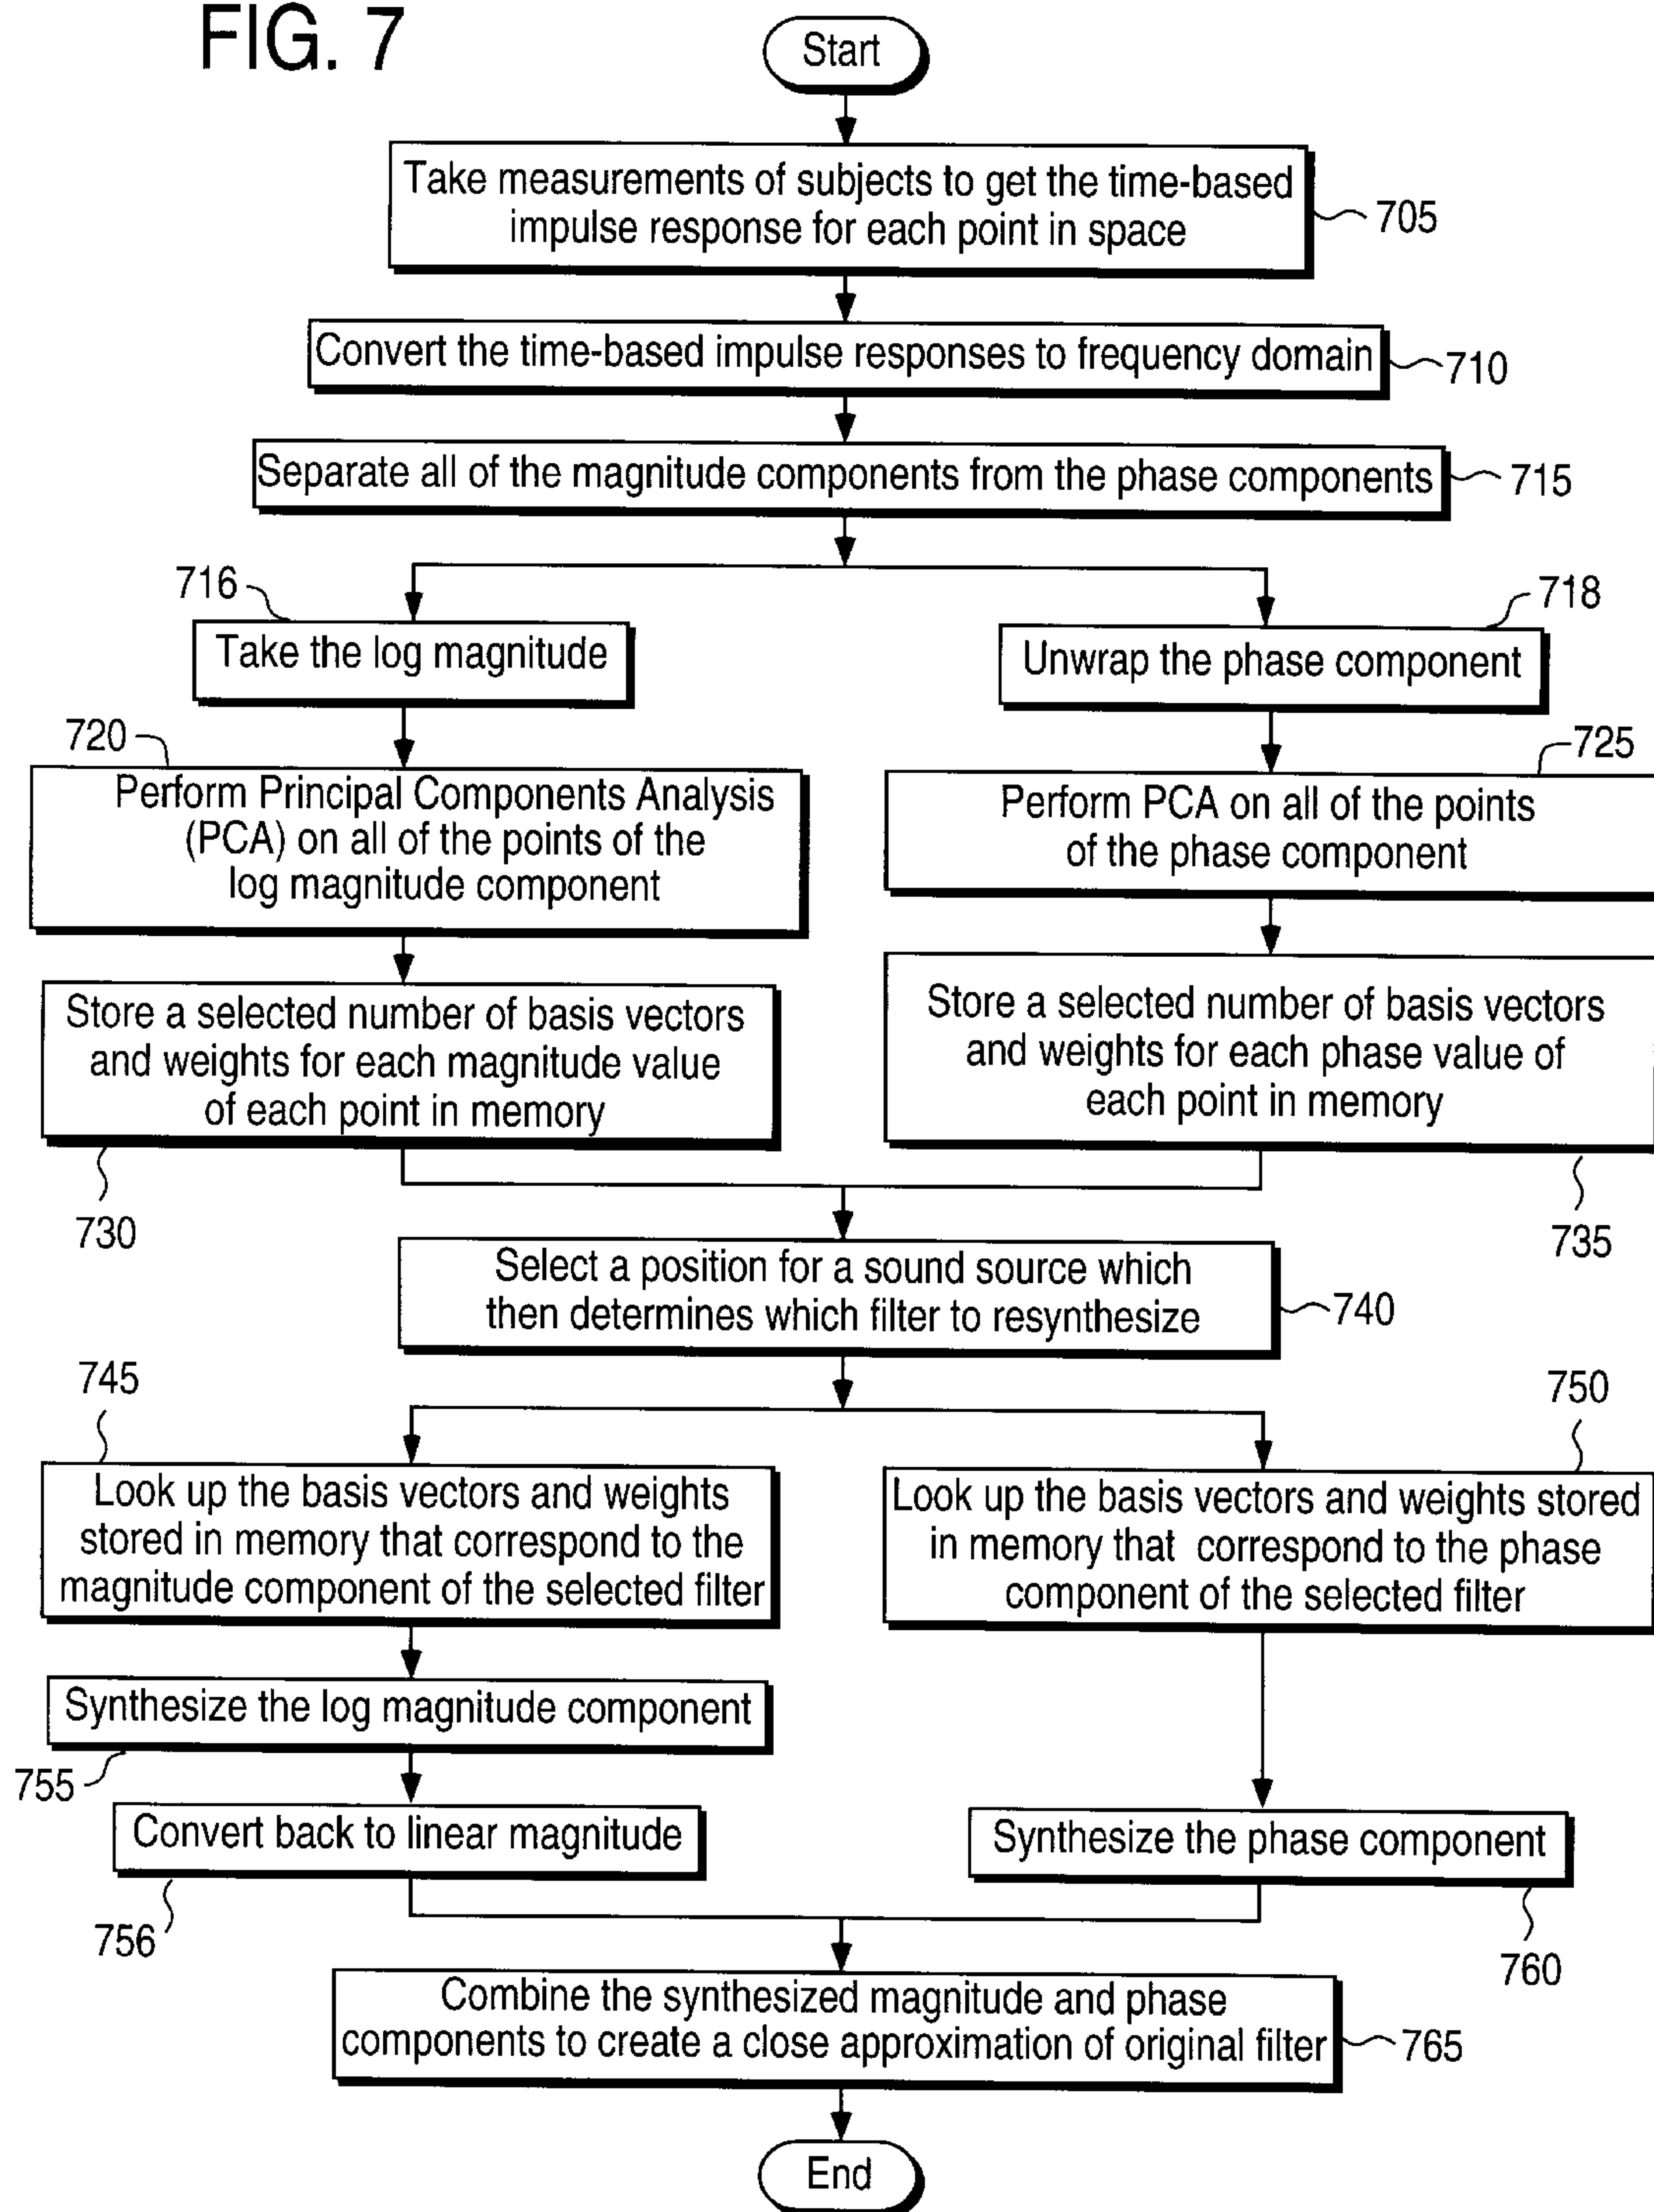 FIG. 7
Start
Take measurements of subjects to get the time-based
impulse response for each point in space
705
Convert the time-based impulse responses to frequency domain
710
Separate all of the magnitude components from the phase components
715
716
Take the log magnitude
718
Unwrap the phase component
720
Perform Principal Components Analysis
(PCA) on all of the points of the
log magnitude component
725
Perform PCA on all of the points
of the phase component
Store a selected number of basis vectors
and weights for each magnitude value
of each point in memory
730
Store a selected number of basis vectors
and weights for each phase value of
each point in memory
735
Select a position for a sound source which
then determines which filter to resynthesize
740
745
Look up the basis vectors and weights
stored in memory that correspond to the
magnitude component of the selected filter
750
Look up the basis vectors and weights stored
in memory that correspond to the phase
component of the selected filter
Synthesize the log magnitude component
755
Convert back to linear magnitude
756
Synthesize the phase component
760
Combine the synthesized magnitude and phase
components to create a close approximation of original filter
765
End